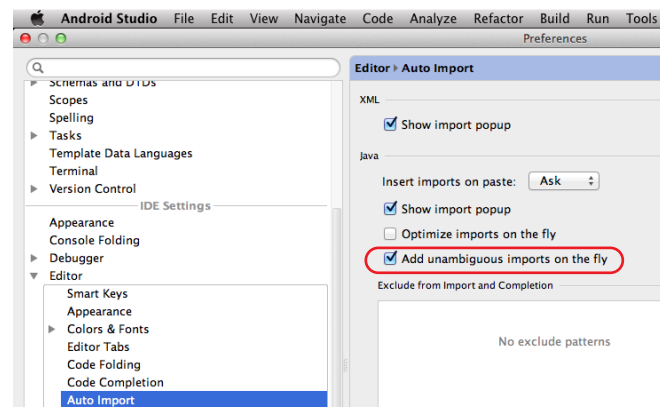 Android Studio File Edit View Navigate Code Analyze Refactor Build Run Tools
Preferences
Editor Auto Import
Schemas and DTDs
Scopes
Spelling
Tasks
Template Data Languages
Terminal
Version Control
IDE Settings
Appearance
Console Folding
Debugger
Editor
Smart Keys
Appearance
Colors & Fonts
Editor Tabs
Code Folding
Code Completion
Auto Import
XML
Show import popup
Java
Insert imports on paste: Ask
Show import popup
Optimize imports on the fly
Add unambiguous imports on the fly
Exclude from Import and Completion
No exclude patterns